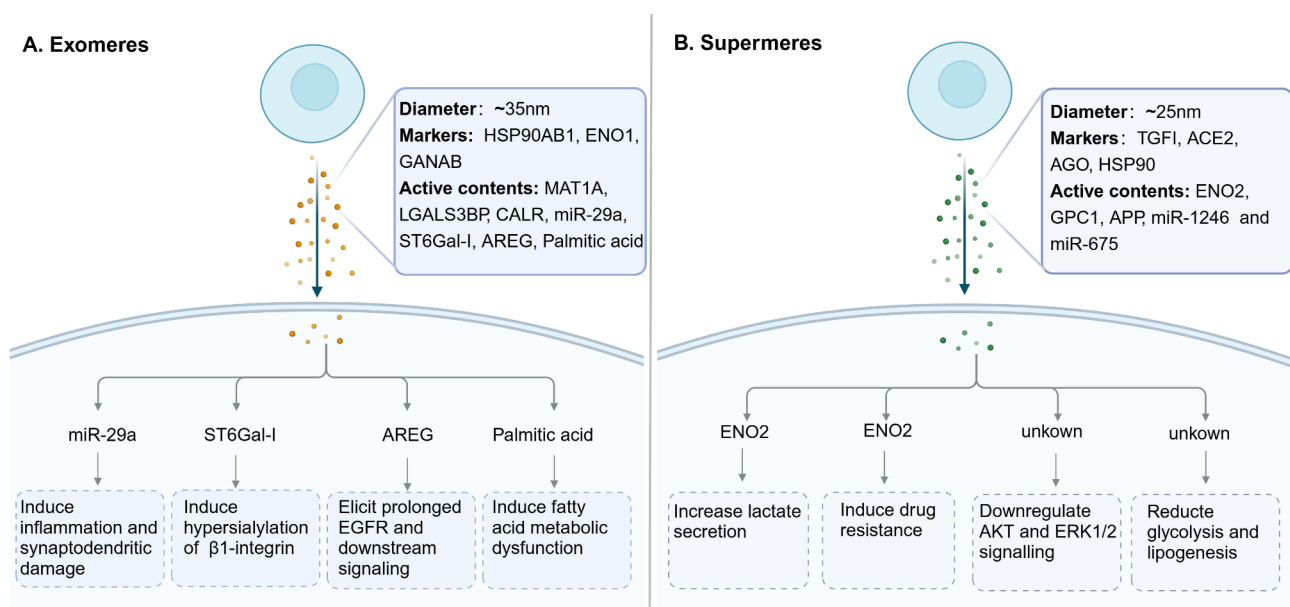 A. Exomeres
Diameter： ~35nm
Markers: HSP90AB1, ENO1,
GANAB
Active contents: MAT1A,
LGALS3BP, CALR, miR-29a,
ST6Gal-I, AREG, Palmitic acid
miR-29a
ST6Gal-I
AREG
Palmitic acid
Induce
inflammation and
synaptodendritic
damage
Induce
hypersialylation
of β1-integrin
Elicit prolonged
EGFR and
downstream
signaling
Induce fatty
acid metabolic
dysfunction
B. Supermeres
Diameter： ~25nm
Markers： TGFI, ACE2,
AGO, HSP90
Active contents: ENO2,
GPC1, APP, miR-1246 and
miR-675
ENO2
ENO2
unkown
unkown
Increase lactate
secretion
Induce drug
resistance
Downregulate
AKT and ERK1/2
signalling
Reducte
glycolysis and
lipogenesis